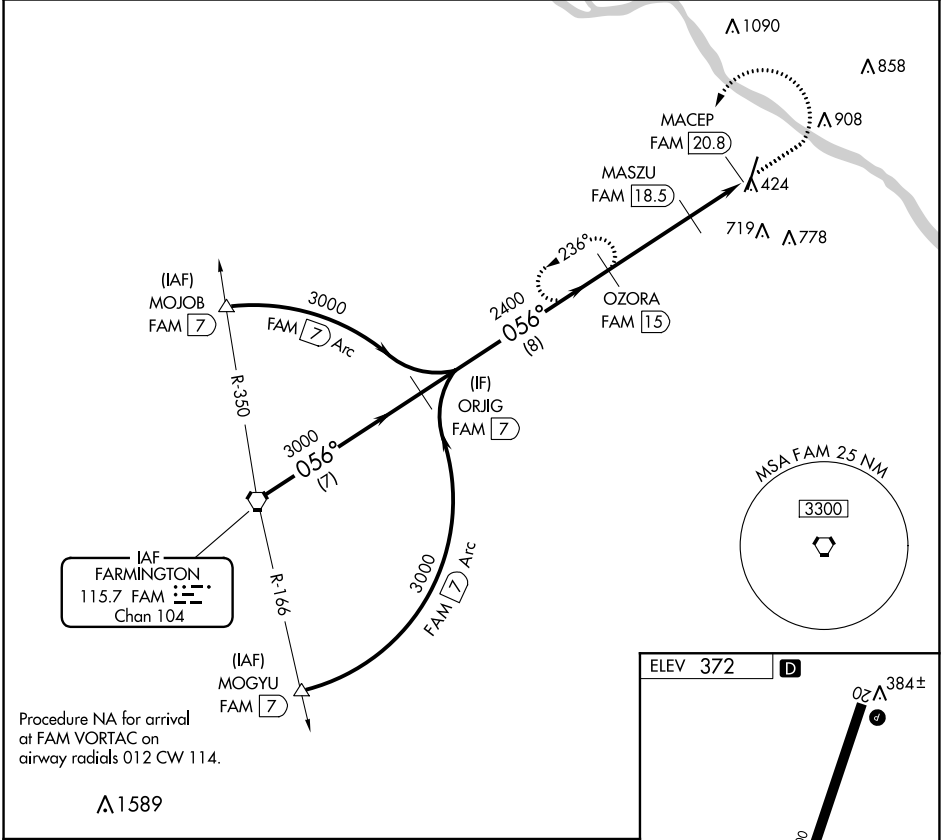 1090
858
MACEP
FAM 20.8
908
MASZU
FAM 18.5
424
719
778
236°
(IAF)
MOJOB
FAM 7
3000
FAM 7 Arc
2400
056°
(8)
OZORA
FAM 15
(IF)
ORJIG
FAM 7
R-350
3000
056°
(7)
MSA FAM 25 NM
3300
IAF
FARMINGTON
115.7 FAM
Chan 104
R-166
3000
FAM 7 Arc
(IAF)
MOGYU
FAM 7
Procedure NA for arrival
at FAM VORTAC on
airway radials 012 CW 114.
1589
ELEV 372
D
20
384±
P